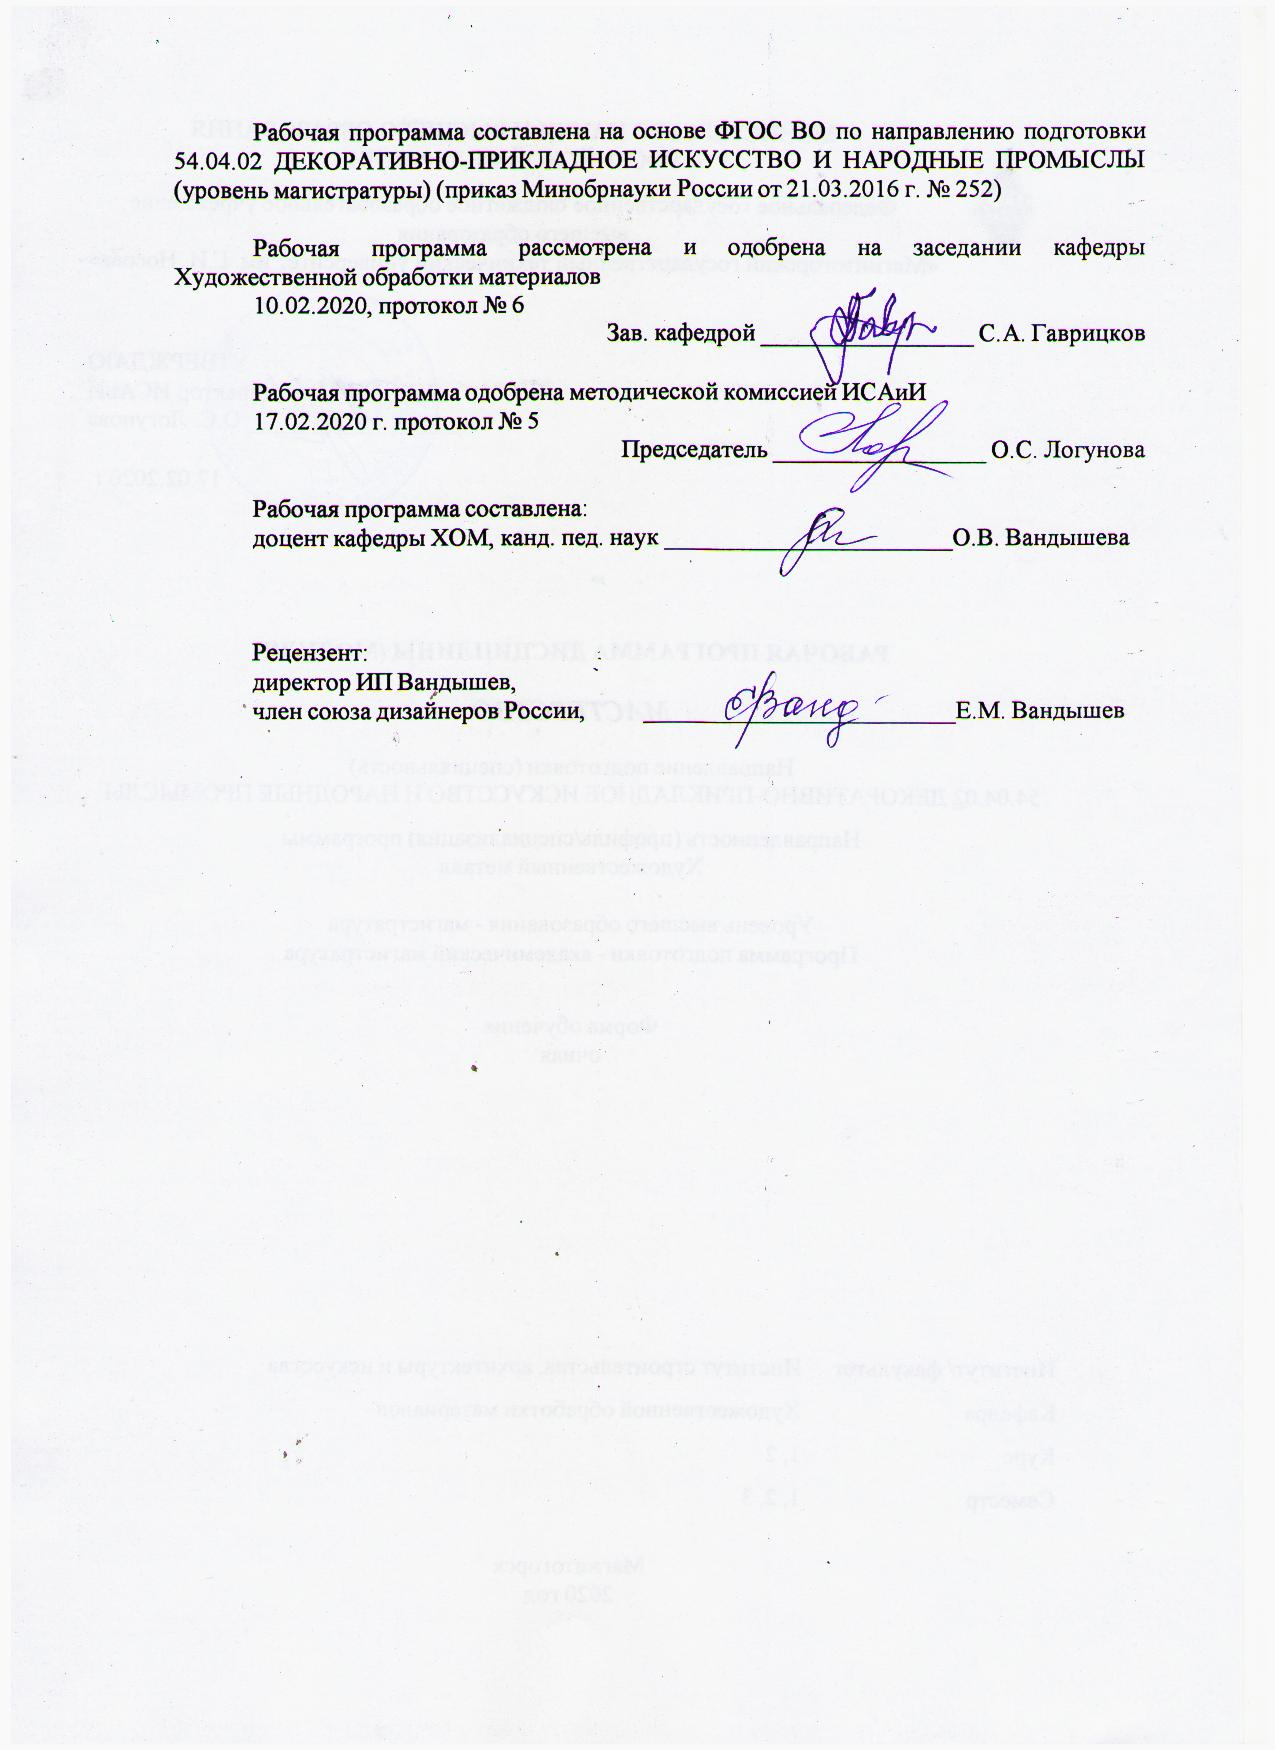 Рабочая программа составлена на основе ФГОС ВО по направлению подготовки
54.04.02 ДЕКОРАТИВНО-ПРИКЛАДНОЕ ИСКУССТВО И НАРОДНЫЕ ПРОМЫСЛЫ
(уровень магистратуры) (приказ Минобрнауки России от 21.03.2016 г. № 252)
Рабочая программа рассмотрена и одобрена на заседании кафедры
Художественной обработки материалов
10.02.2020, протокол № 6
Зав. кафедрой _________________ С.А. Гаврицков
Рабочая программа одобрена методической комиссией ИСАиИ
17.02.2020 г. протокол № 5
Председатель _________________ О.С. Логунова
Рабочая программа составлена:
доцент кафедры ХОМ, канд. пед. наук _______________________О.В. Вандышева
Рецензент:
директор ИП Вандышев,
член союза дизайнеров России, _________________________Е.М. Вандышев